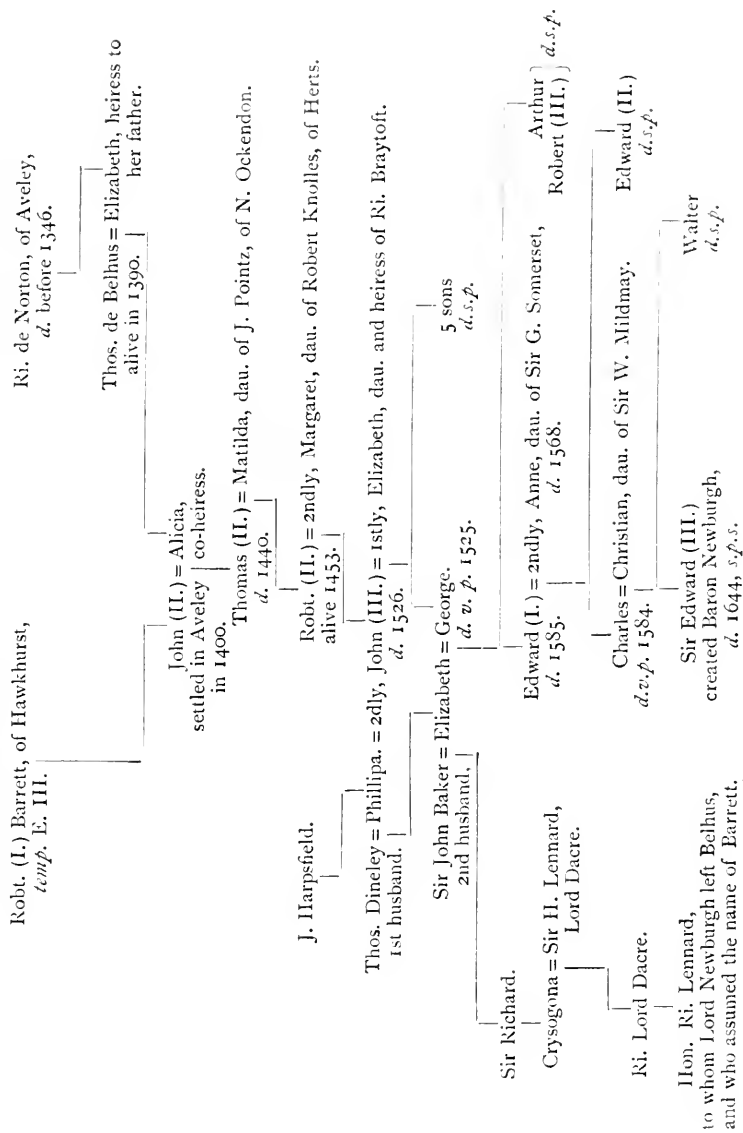 Robt. (I.) Barrett, of Hawkhurst,
temp. E. III.
Ri. de Norton, of Aveley,
d. before 1346.
Thos. de Belhus = Elizabeth, heiress to
alive in 1390. her father.
John (II.) = Alicia,
settled in Aveley co-heiress.
in 1400.
Thomas (II.) = Matilda, dau. of J. Pointz, of N. Ockendon.
d. 1440.
Robt. (II.) = 2ndly, Margaret, dau. of Robert Knolles, of Herts.
alive 1453.
J. Harpsfield.
Thos. Dineley = Phillipa. = 2dly, John (III.) = 1stly, Elizabeth, dau. and heiress of Ri. Braytoft.
1st husband. d. 1526.
Sir John Baker = Elizabeth = George.
2nd husband. d. v. p. 1525.
5 sons
d.s.p.
Sir Richard.
Edward (I.) = 2ndly, Anne, dau. of Sir G. Somerset,
d. 1585. d. 1568.
Arthur } d.s.p.
Robert (III.)
Crysogona = Sir H. Lennard,
Lord Dacre.
Charles = Christian, dau. of Sir W. Mildmay.
d.v.p. 1584.
Edward (II.)
d.s.p.
Ri. Lord Dacre.
Sir Edward (III.)
created Baron Newburgh,
d. 1644, s.p.s.
Walter
d.s.p.
Hon. Ri. Lennard,
to whom Lord Newburgh left Belhus,
and who assumed the name of Barrett.